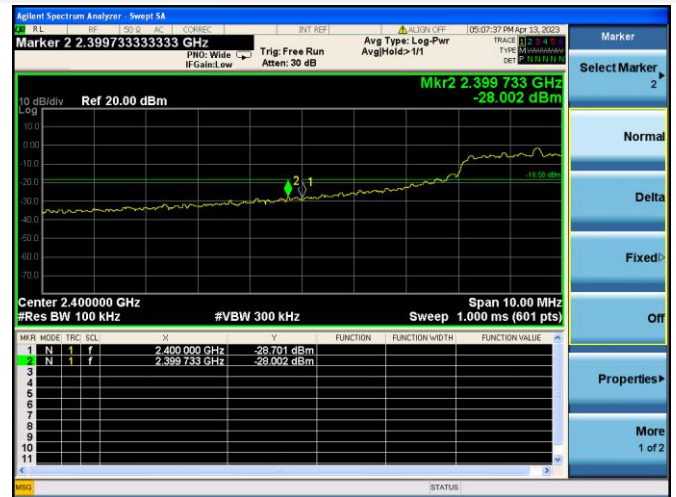 Agilent Spectrum Analyzer - Swept SA
RL RF 50 Ω AC CORREC INT REF ALIGN OFF 05:07:37 PM Apr 13, 2023
Marker 2 2.399733333333 GHz
PNO: Wide
IFGain:Low
Trig: Free Run
Atten: 30 dB
Avg Type: Log-Pwr
Avg|Hold:>1/1
TRACE 1 2 3 4 5 6
TYPE
DET P N N N N N
Mkr2 2.399 733 GHz
-28.002 dBm
10 dB/div Ref 20.00 dBm
Log
10.0
0.00
-10.0
-20.0
-30.0
-40.0
-50.0
-60.0
-70.0
2 1
-18.58 dBm
Center 2.400000 GHz Span 10.00 MHz
#Res BW 100 kHz #VBW 300 kHz Sweep 1.000 ms (601 pts)
MKR MODE TRC SCL X Y FUNCTION FUNCTION WIDTH FUNCTION VALUE
1 N 1 f 2.400 000 GHz -28.701 dBm
2 N 1 f 2.399 733 GHz -28.002 dBm
3
4
5
6
7
8
9
10
11
MSG STATUS
Marker
Select Marker
2
Normal
Delta
Fixed
Off
Properties
More
1 of 2